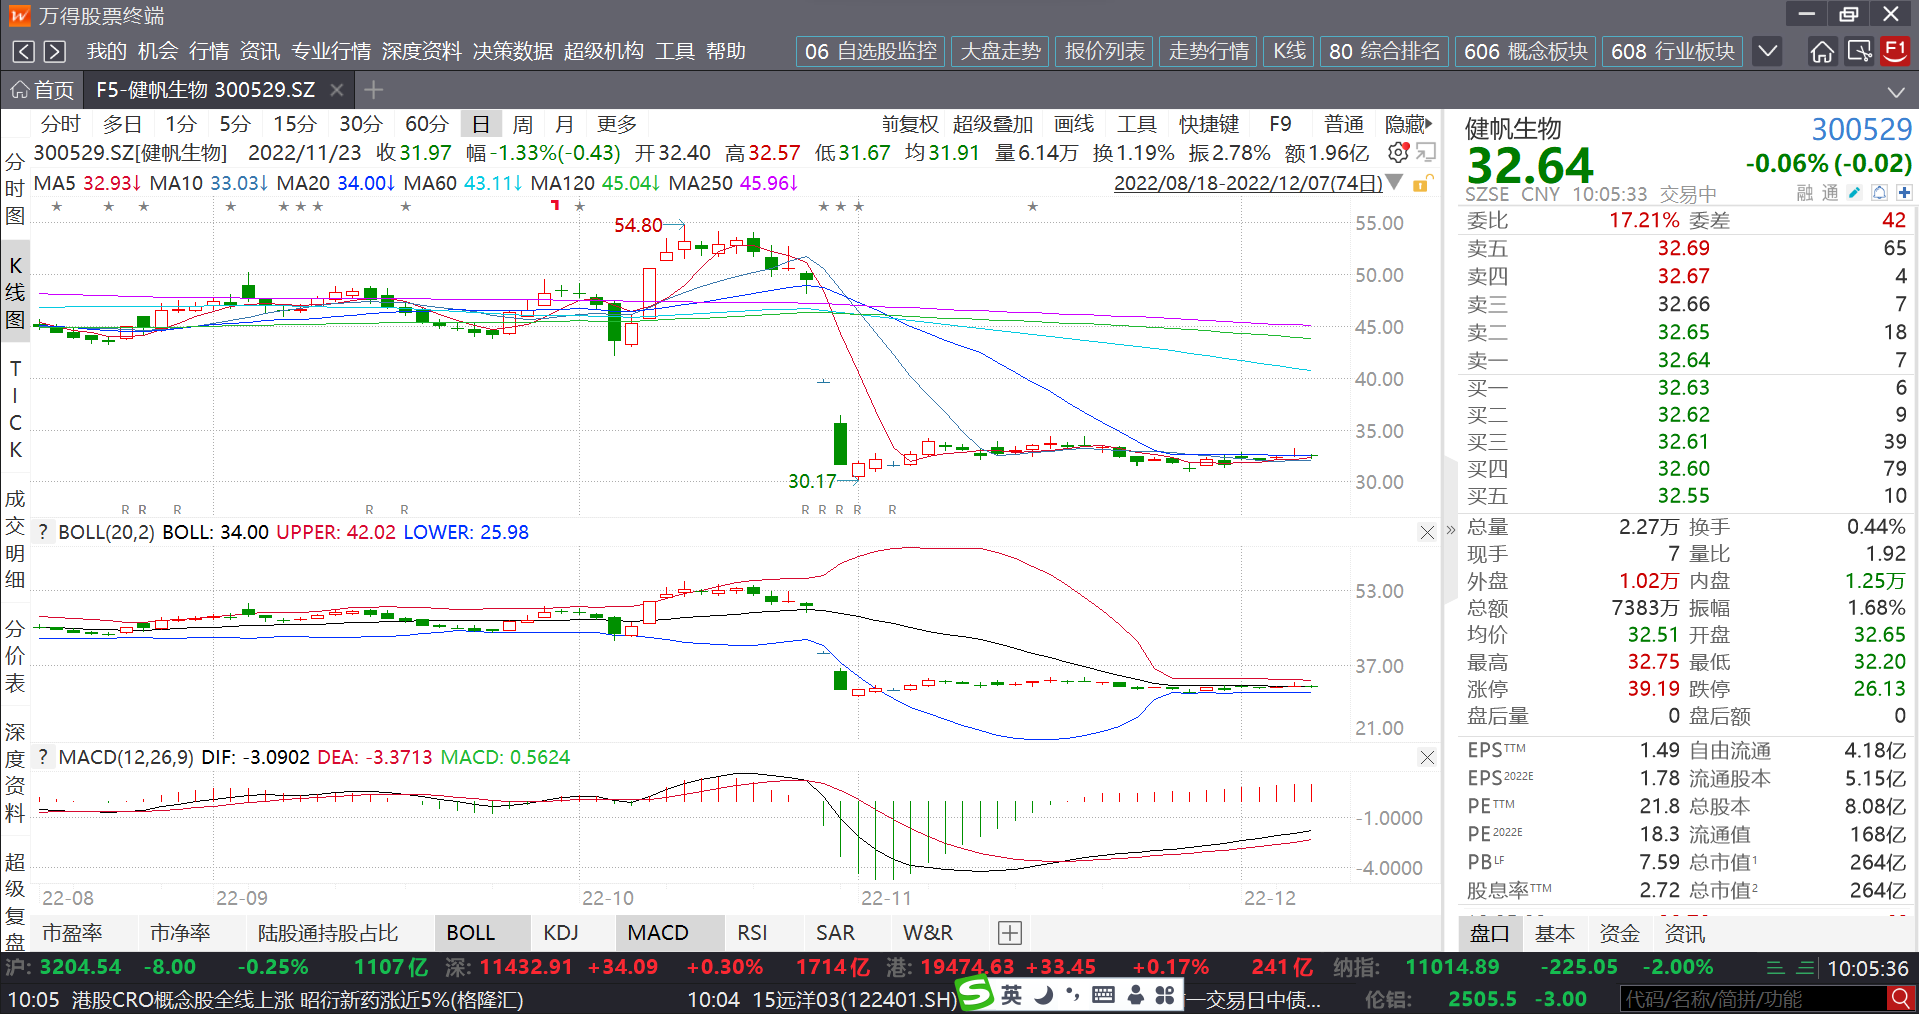 万得股票终端
我的 机会 行情 资讯 专业行情 深度资料 决策数据 超级机构 工具 帮助 06 自选股监控 大盘走势 报价列表 走势行情 K线 80 综合排名 606 概念板块 608 行业板块 F1
首页 F5-健帆生物 300529.SZ
分时 多日 1分 5分 15分 30分 60分 日 周 月 更多 前复权 超级叠加 画线 工具 快捷键 F9 普通 隐藏
300529.SZ[健帆生物] 2022/11/23 收31.97 幅-1.33%(-0.43) 开32.40 高32.57 低31.67 均31.91 量6.14万 换1.19% 振2.78% 额1.96亿
MA5 32.93↓ MA10 33.03↓ MA20 34.00↓ MA60 43.11↓ MA120 45.04↓ MA250 45.96↓ 2022/08/18-2022/12/07(74日)
分时图
K线图
TICK
成交明细
分价表
深度资料
超级复盘
54.80
30.17
55.00
50.00
45.00
40.00
35.00
30.00
R R R R R R R R R R
? BOLL(20,2) BOLL: 34.00 UPPER: 42.02 LOWER: 25.98
53.00
37.00
21.00
? MACD(12,26,9) DIF: -3.0902 DEA: -3.3713 MACD: 0.5624
-1.0000
-4.0000
22-08 22-09 22-10 22-11 22-12
市盈率 市净率 陆股通持股占比 BOLL KDJ MACD RSI SAR W&R
健帆生物 300529
32.64 -0.06% (-0.02)
SZSE CNY 10:05:33 交易中 融 通
委比 17.21% 委差 42
卖五 32.69 65
卖四 32.67 4
卖三 32.66 7
卖二 32.65 18
卖一 32.64 7
买一 32.63 6
买二 32.62 9
买三 32.61 39
买四 32.60 79
买五 32.55 10
总量 2.27万 换手 0.44%
现手 7 量比 1.92
外盘 1.02万 内盘 1.25万
总额 7383万 振幅 1.68%
均价 32.51 开盘 32.65
最高 32.75 最低 32.20
涨停 39.19 跌停 26.13
盘后量 0 盘后额 0
EPS TTM 1.49 自由流通 4.18亿
EPS 2022E 1.78 流通股本 5.15亿
PE TTM 21.8 总股本 8.08亿
PE 2022E 18.3 流通值 168亿
PB LF 7.59 总市值1 264亿
股息率TTM 2.72 总市值2 264亿
盘口 基本 资金 资讯
沪: 3204.54 -8.00 -0.25% 1107亿 深: 11432.91 +34.09 +0.30% 1714亿 港: 19474.63 +33.45 +0.17% 241亿 纳指: 11014.89 -225.05 -2.00% 10:05:36
10:05 港股CRO概念股全线上涨 昭衍新药涨近5%(格隆汇) 10:04 15远洋03(122401.SH) 英 一交易日中债... 伦铝: 2505.5 -3.00 代码/名称/简拼/功能